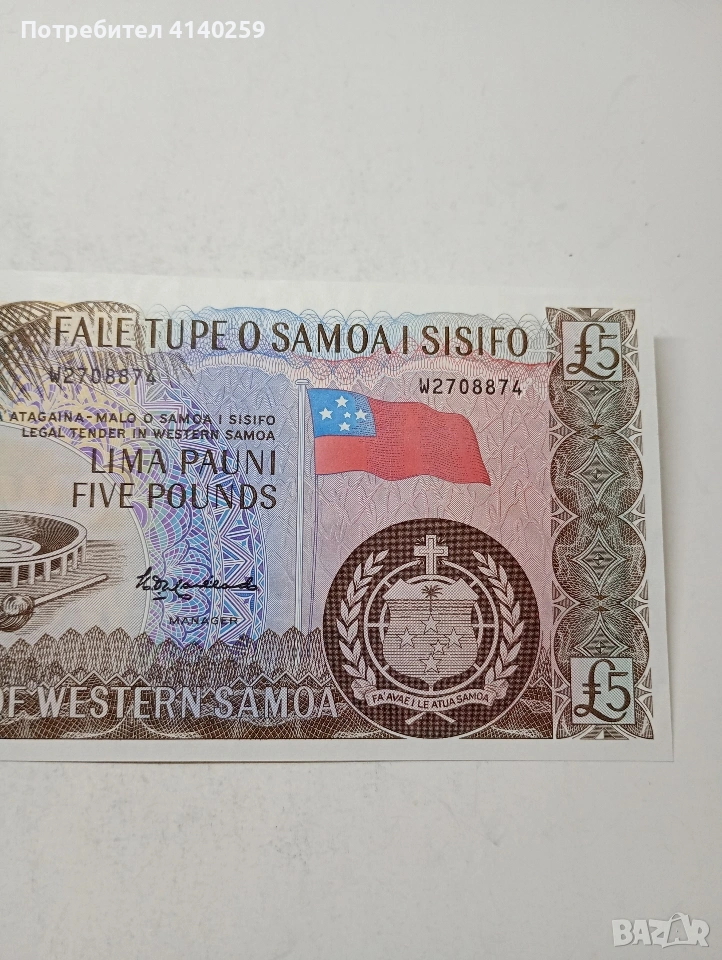 Потребител 4140259
FALE TUPE O SAMOA I SISIFO
£5
W2708874
W2708874
ATAGAINA-MALO O SAMOA I SISIFO
LEGAL TENDER IN WESTERN SAMOA
LIMA PAUNI
FIVE POUNDS
MANAGER
OF WESTERN SAMOA
FA'AVAE I LE ATUA SAMOA
£5
BAZAR